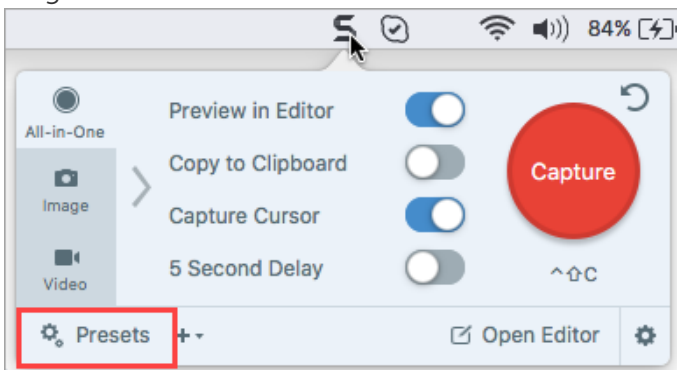 84%
All-in-One
Image
Video
Preview in Editor
Copy to Clipboard
Capture Cursor
5 Second Delay
Capture
^⇧C
Presets
+
Open Editor